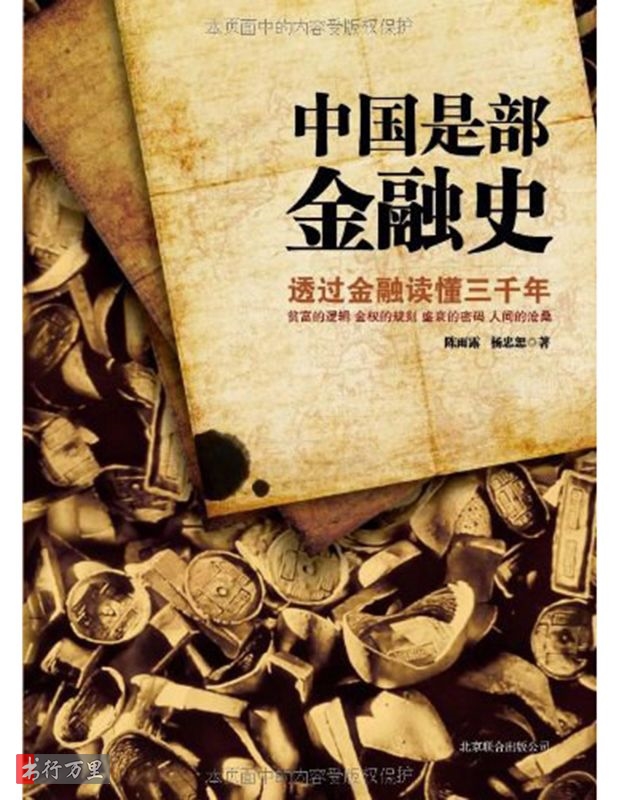 本页面中的内容受版权保护
中国是部
金融史
透过金融读懂三千年
贫富的逻辑 金权的规则 盛衰的密码 人间的沧桑
陈雨露 杨忠恕◎著
北京联合出版公司
书行万里
本页面中的内容受版权保护